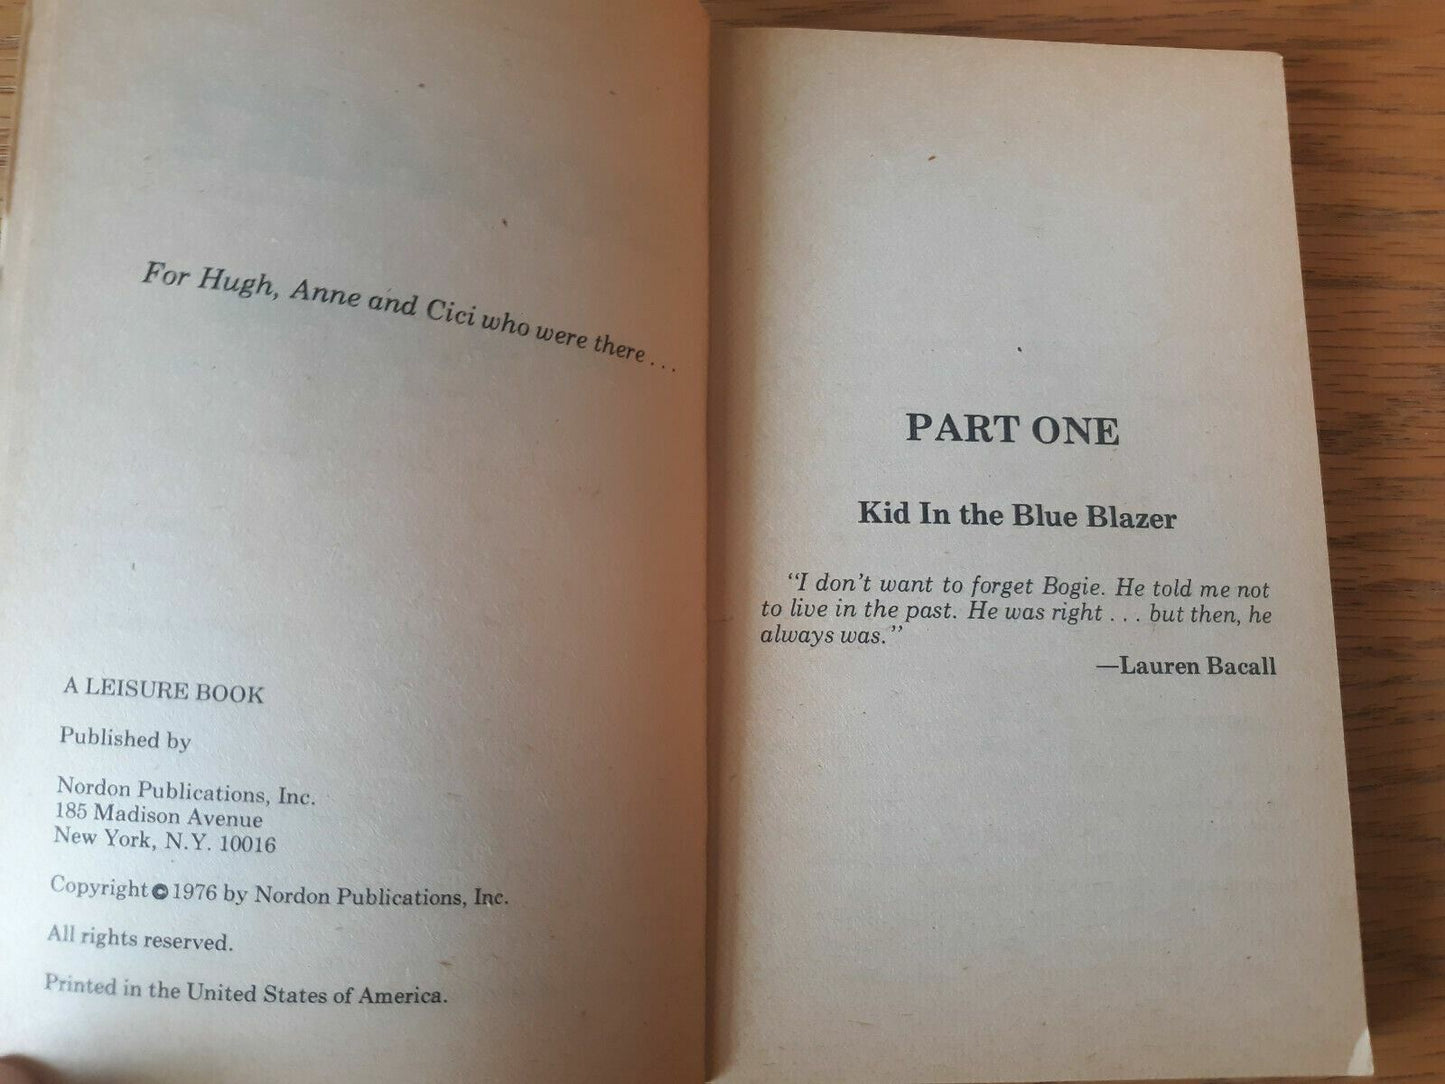 For Hugh, Anne and Cici who were there...
A LEISURE BOOK
Published by
Nordon Publications, Inc.
185 Madison Avenue
New York, N.Y. 10016
Copyright © 1976 by Nordon Publications, Inc.
All rights reserved.
Printed in the United States of America.
PART ONE
Kid In the Blue Blazer
"I don't want to forget Bogie. He told me not
to live in the past. He was right . . . but then, he
always was."
—Lauren Bacall